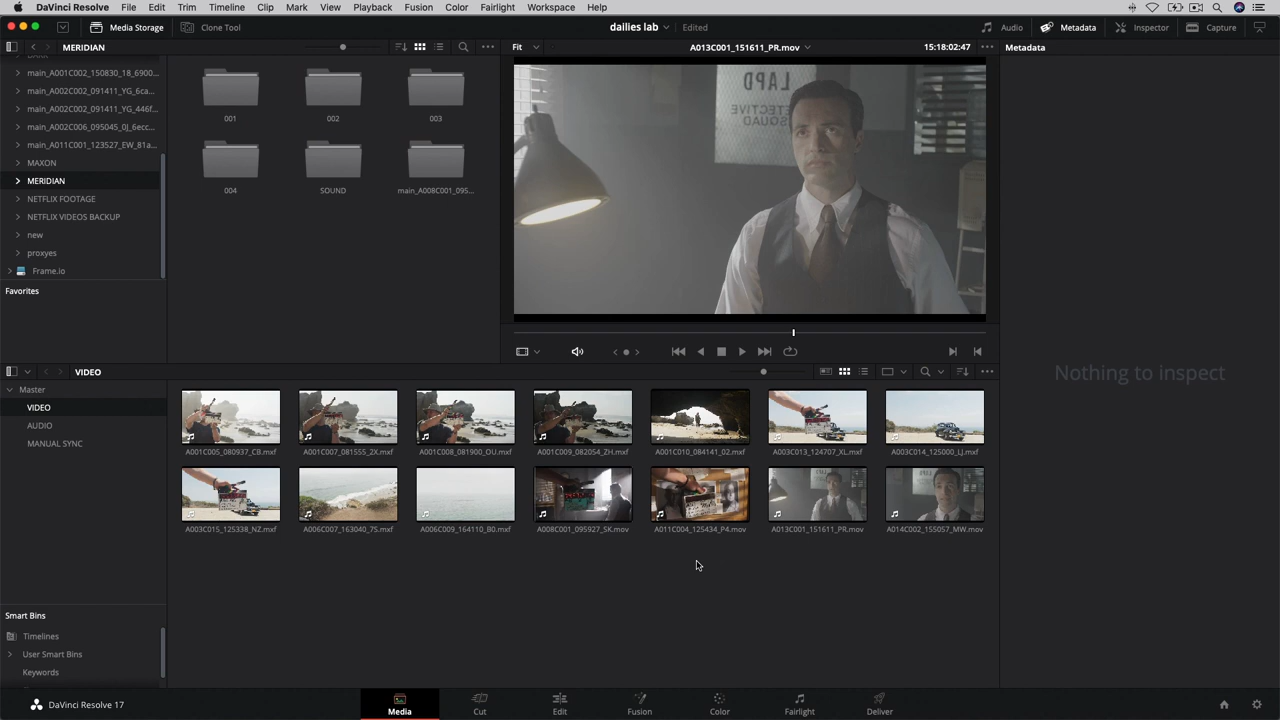 DaVinci Resolve File Edit Trim Timeline Clip Mark View Playback Fusion Color Fairlight Workspace Help
Media Storage Clone Tool dailies lab Edited Audio Metadata Inspector Capture
MERIDIAN Fit A013C001_151611_PR.mov 15:18:02:47 Metadata
main_A001C002_150830_18_6900...
main_A002C002_091411_YG_6ca...
main_A002C002_091411_YG_446f...
main_A002C006_095045_0J_6ecc...
main_A011C001_123527_EW_81a...
MAXON
MERIDIAN
NETFLIX FOOTAGE
NETFLIX VIDEOS BACKUP
new
proxyes
Frame.io
Favorites
001 002 003
004 SOUND main_A008C001_095...
LAPD
DETECTIVE
SQUAD
Nothing to inspect
VIDEO
Master
VIDEO
AUDIO
MANUAL SYNC
A001C005_080937_CB.mxf A001C007_081555_2X.mxf A001C008_081900_OU.mxf A001C009_082054_ZH.mxf A001C010_084141_02.mxf A003C013_124707_XL.mxf A003C014_125000_LJ.mxf
A003C015_125338_NZ.mxf A006C007_163040_7S.mxf A006C009_164110_B0.mxf A008C001_095927_SK.mov A011C004_125434_P4.mov A013C001_151611_PR.mov A014C002_155057_MW.mov
Smart Bins
Timelines
User Smart Bins
Keywords
DaVinci Resolve 17
Media Cut Edit Fusion Color Fairlight Deliver